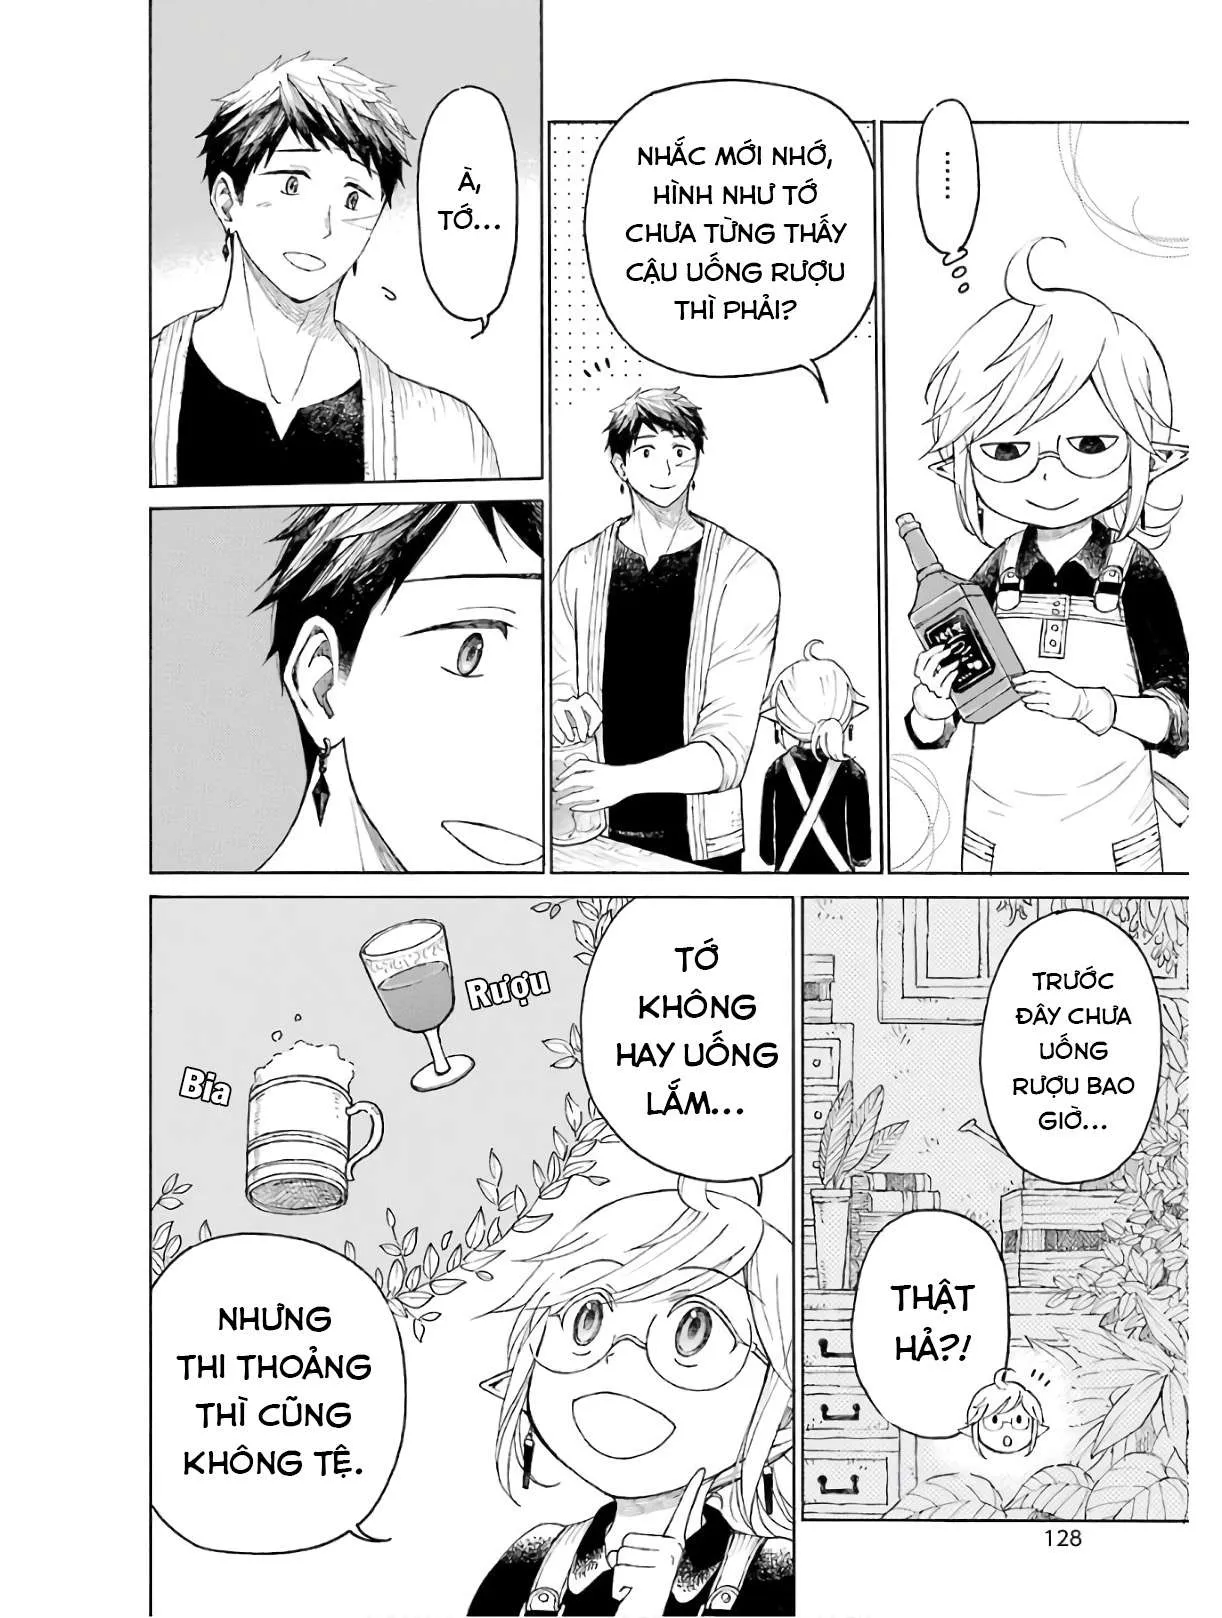 .........
NHẮC MỚI NHỚ,
HÌNH NHƯ TỚ
CHƯA TỪNG THẤY
CẬU UỐNG RƯỢU
THÌ PHẢI?
À,
TỚ...
TRƯỚC
ĐÂY CHƯA
UỐNG
RƯỢU BAO
GIỜ...
THẬT
HẢ?!
TỚ
KHÔNG
HAY UỐNG
LẮM...
Rượu
Bia
NHƯNG
THI THOẢNG
THÌ CŨNG
KHÔNG TỆ.
128